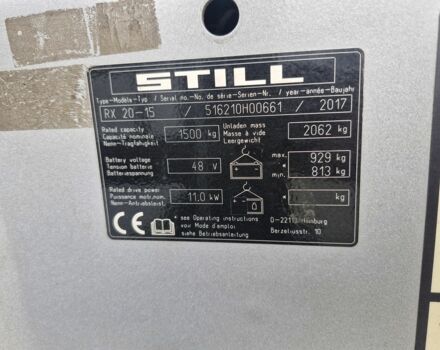 STILL
Type-Modele-Typ / Serial no.-No. de série-Serien-Nr. / year-année-Baujahr
RX 20-15 / 516210H00661 / 2017
Rated capacity
Capacité nominale
Nenn-Tragfähigkeit
1500 kg
Unladen mass
Masse à vide
Leergewicht
2062 kg
Battery voltage
Tension batteries
Batteriespannung
48 V
max. 929 kg
min. 813 kg
Rated drive power
Puissance motr.nom.
Nenn-Antriebsleist.
11.0 kW
* kg
CE
* see Operating instructions
voir Mode d'emploi
siehe Betriebsanleitung
D-22113 Hamburg
Berzeliusstr. 10